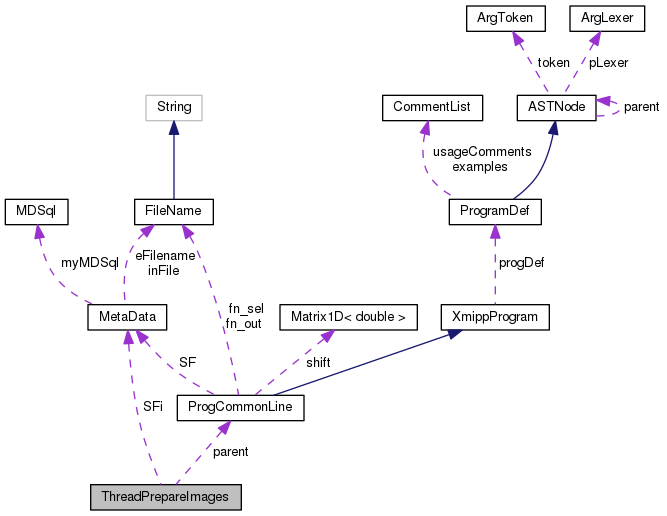 ArgToken
ArgLexer
token
pLexer
String
CommentList
ASTNode
parent
usageComments
examples
MDSql
FileName
ProgramDef
myMDSql
eFilename
inFile
progDef
fn_sel
fn_out
MetaData
Matrix1D< double >
XmippProgram
SF
shift
SFi
ProgCommonLine
parent
ThreadPrepareImages